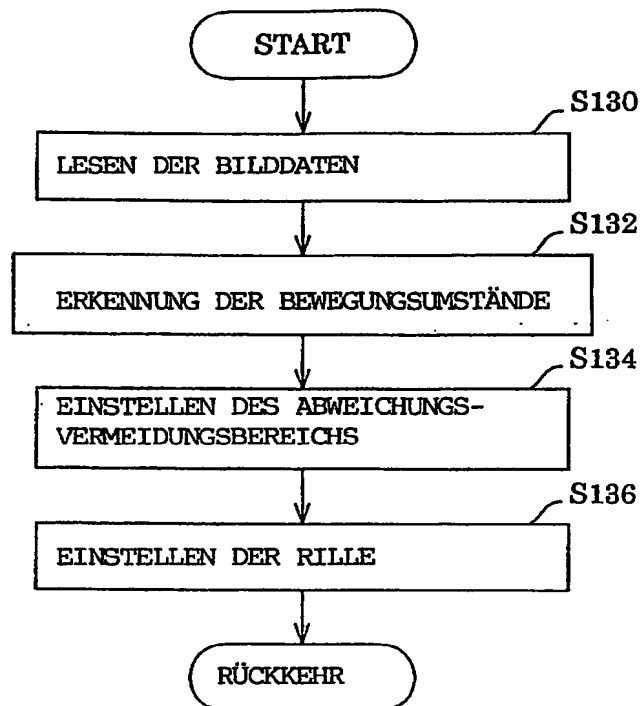 START
S130
LESEN DER BILDDATEN
S132
ERKENNUNG DER BEWEGUNGSUMSTÄNDE
S134
EINSTELLEN DES ABWEICHUNGS-
VERMEIDUNGSBEREICHS
S136
EINSTELLEN DER RILLE
RÜCKKEHR